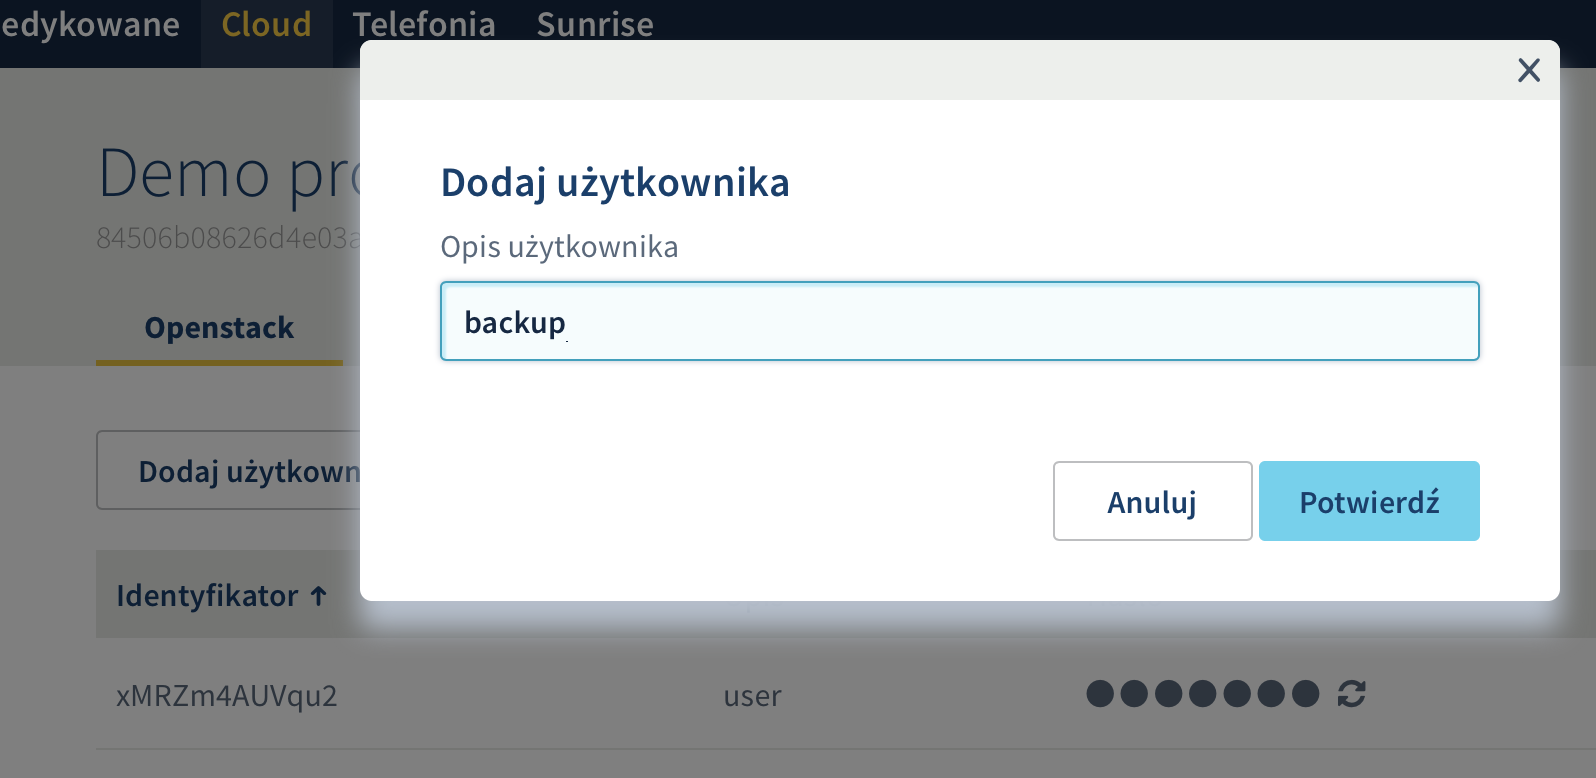 edykowane Cloud Telefonia Sunrise
Demo pro
84506b08626d4e03a
Openstack
Dodaj użytkown
Identyfikator ↑
xMRZm4AUVqu2 user
Dodaj użytkownika
Opis użytkownika
backup
Anuluj Potwierdź